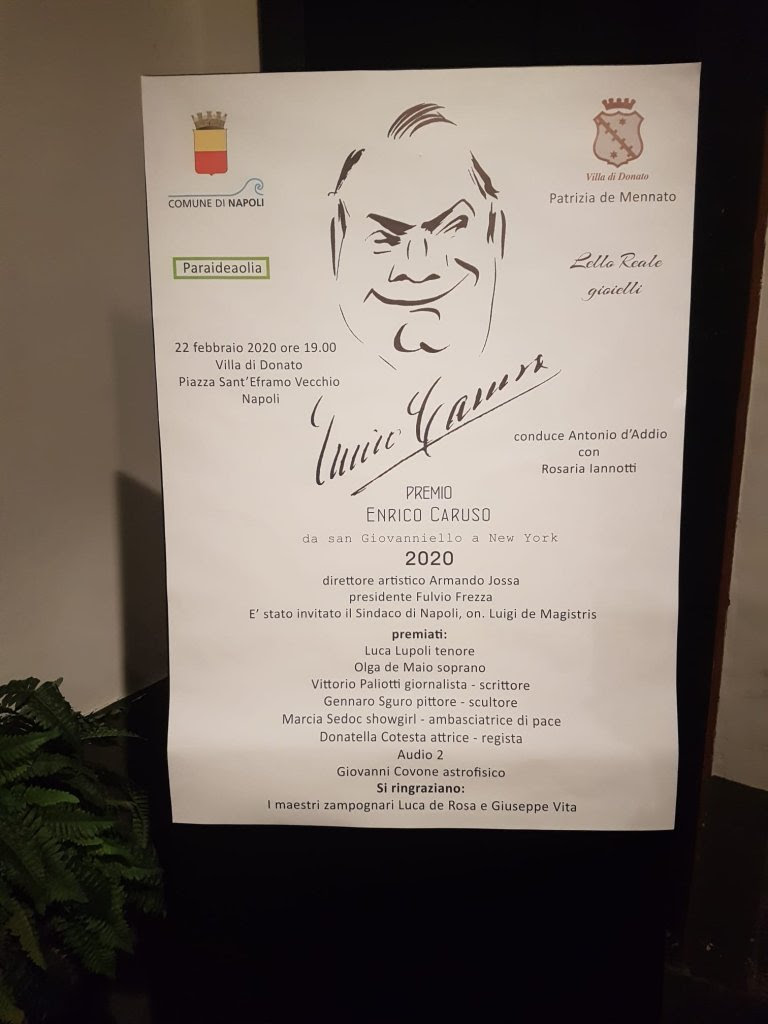 COMUNE DI NAPOLI
Villa di Donato
Patrizia de Mennato
Paraideaolia
Lello Reale
gioielli
22 febbraio 2020 ore 19.00
Villa di Donato
Piazza Sant'Eframo Vecchio
Napoli
Enrico Caruso
conduce Antonio d'Addio
con
Rosaria Iannotti
PREMIO
ENRICO CARUSO
da san Giovanniello a New York
2020
direttore artistico Armando Jossa
presidente Fulvio Frezza
E' stato invitato il Sindaco di Napoli, on. Luigi de Magistris
premiati:
Luca Lupoli tenore
Olga de Maio soprano
Vittorio Paliotti giornalista - scrittore
Gennaro Sguro pittore - scultore
Marcia Sedoc showgirl - ambasciatrice di pace
Donatella Cotesta attrice - regista
Audio 2
Giovanni Covone astrofisico
Si ringraziano:
I maestri zampognari Luca de Rosa e Giuseppe Vita